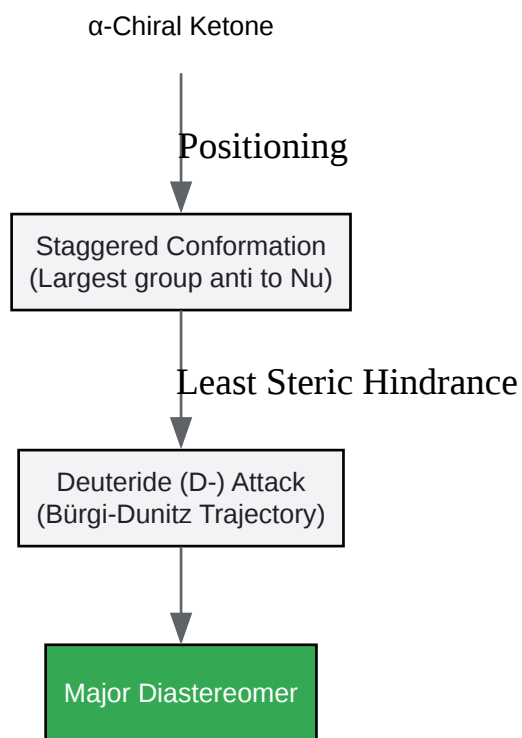 α-Chiral Ketone
Positioning
Staggered Conformation
(Largest group anti to Nu)
Least Steric Hindrance
Deuteride (D-) Attack
(Bürgi-Dunitz Trajectory)
Major Diastereomer